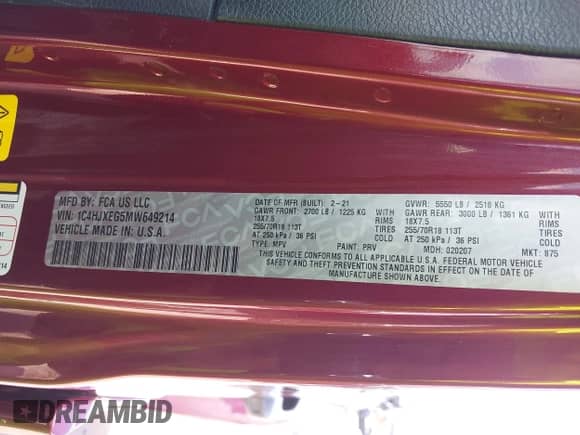 MFD BY: FCA US LLC
VIN: 1C4HJXEG5MW649214
VEHICLE MADE IN: U.S.A.
DATE OF MFR (BUILT): 2-21
GAWR FRONT: 2700 LB / 1225 KG
18X7.5 RIMS
255/70R18 113T TIRES
AT 250 kPa / 36 PSI COLD
TYPE: MPV PAINT: PRV
GVWR: 5550 LB / 2518 KG
GAWR REAR: 3000 LB / 1361 KG
18X7.5 RIMS
255/70R18 113T TIRES
AT 250 kPa / 36 PSI COLD
MDH: 020207 MKT: 875
THIS VEHICLE CONFORMS TO ALL APPLICABLE U.S.A. FEDERAL MOTOR VEHICLE
SAFETY AND THEFT PREVENTION STANDARDS IN EFFECT ON THE DATE OF
MANUFACTURE SHOWN ABOVE.
DREAMBID